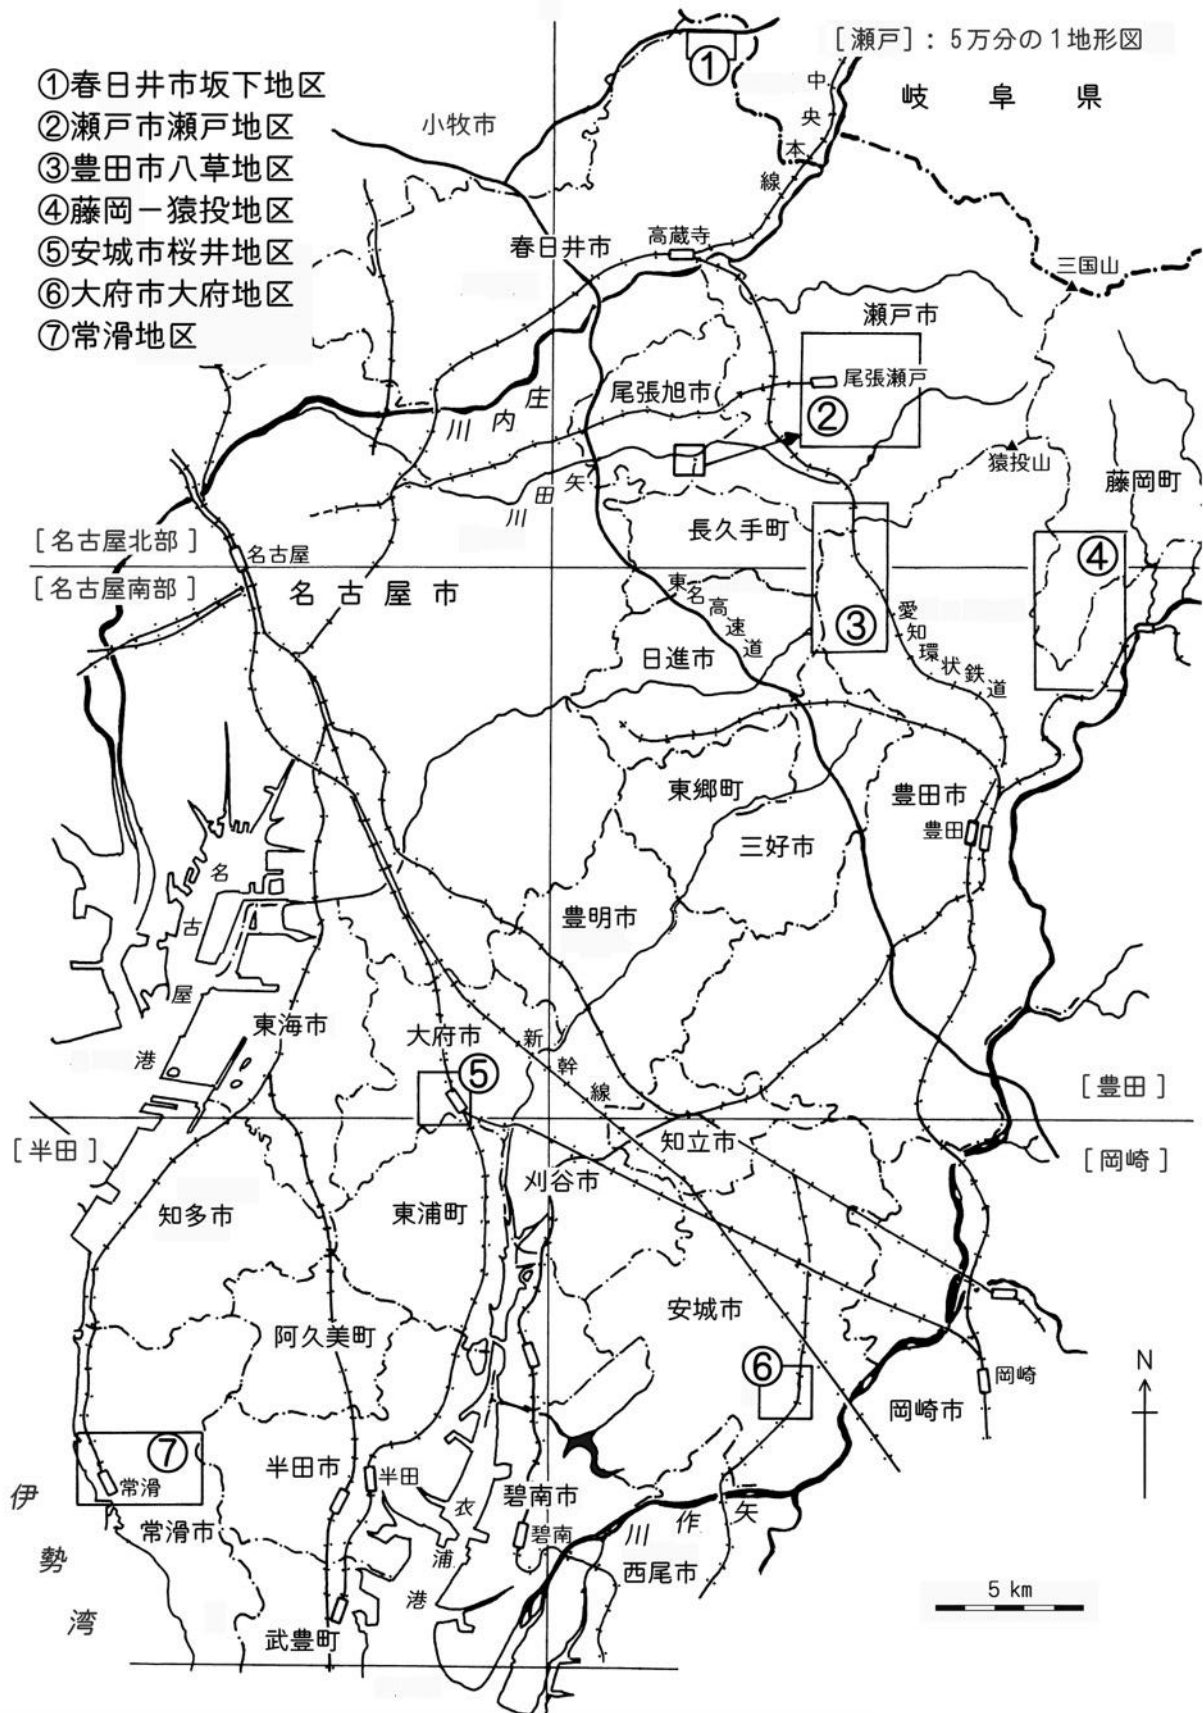 [瀬戸]：5万分の1地形図
①春日井市坂下地区
②瀬戸市瀬戸地区
③豊田市八草地区
④藤岡－猿投地区
⑤安城市桜井地区
⑥大府市大府地区
⑦常滑地区
①
岐阜県
小牧市
中央本線
春日井市
高蔵寺
三国山
瀬戸市
尾張瀬戸
②
尾張旭市
庄内川
猿投山
藤岡町
矢田川
長久手町
④
[名古屋北部]
名古屋
[名古屋南部]
名古屋市
東名高速道
③
愛知環状鉄道
日進市
東郷町
豊田市
豊田
三好市
豊明市
名古屋港
東海市
大府市
新幹線
⑤
[豊田]
[半田]
知立市
[岡崎]
刈谷市
知多市
東浦町
安城市
阿久美町
⑥
岡崎
岡崎市
N
⑦
常滑
半田市
半田
碧南市
碧南
衣浦港
矢作川
伊勢湾
常滑市
西尾市
5 km
武豊町